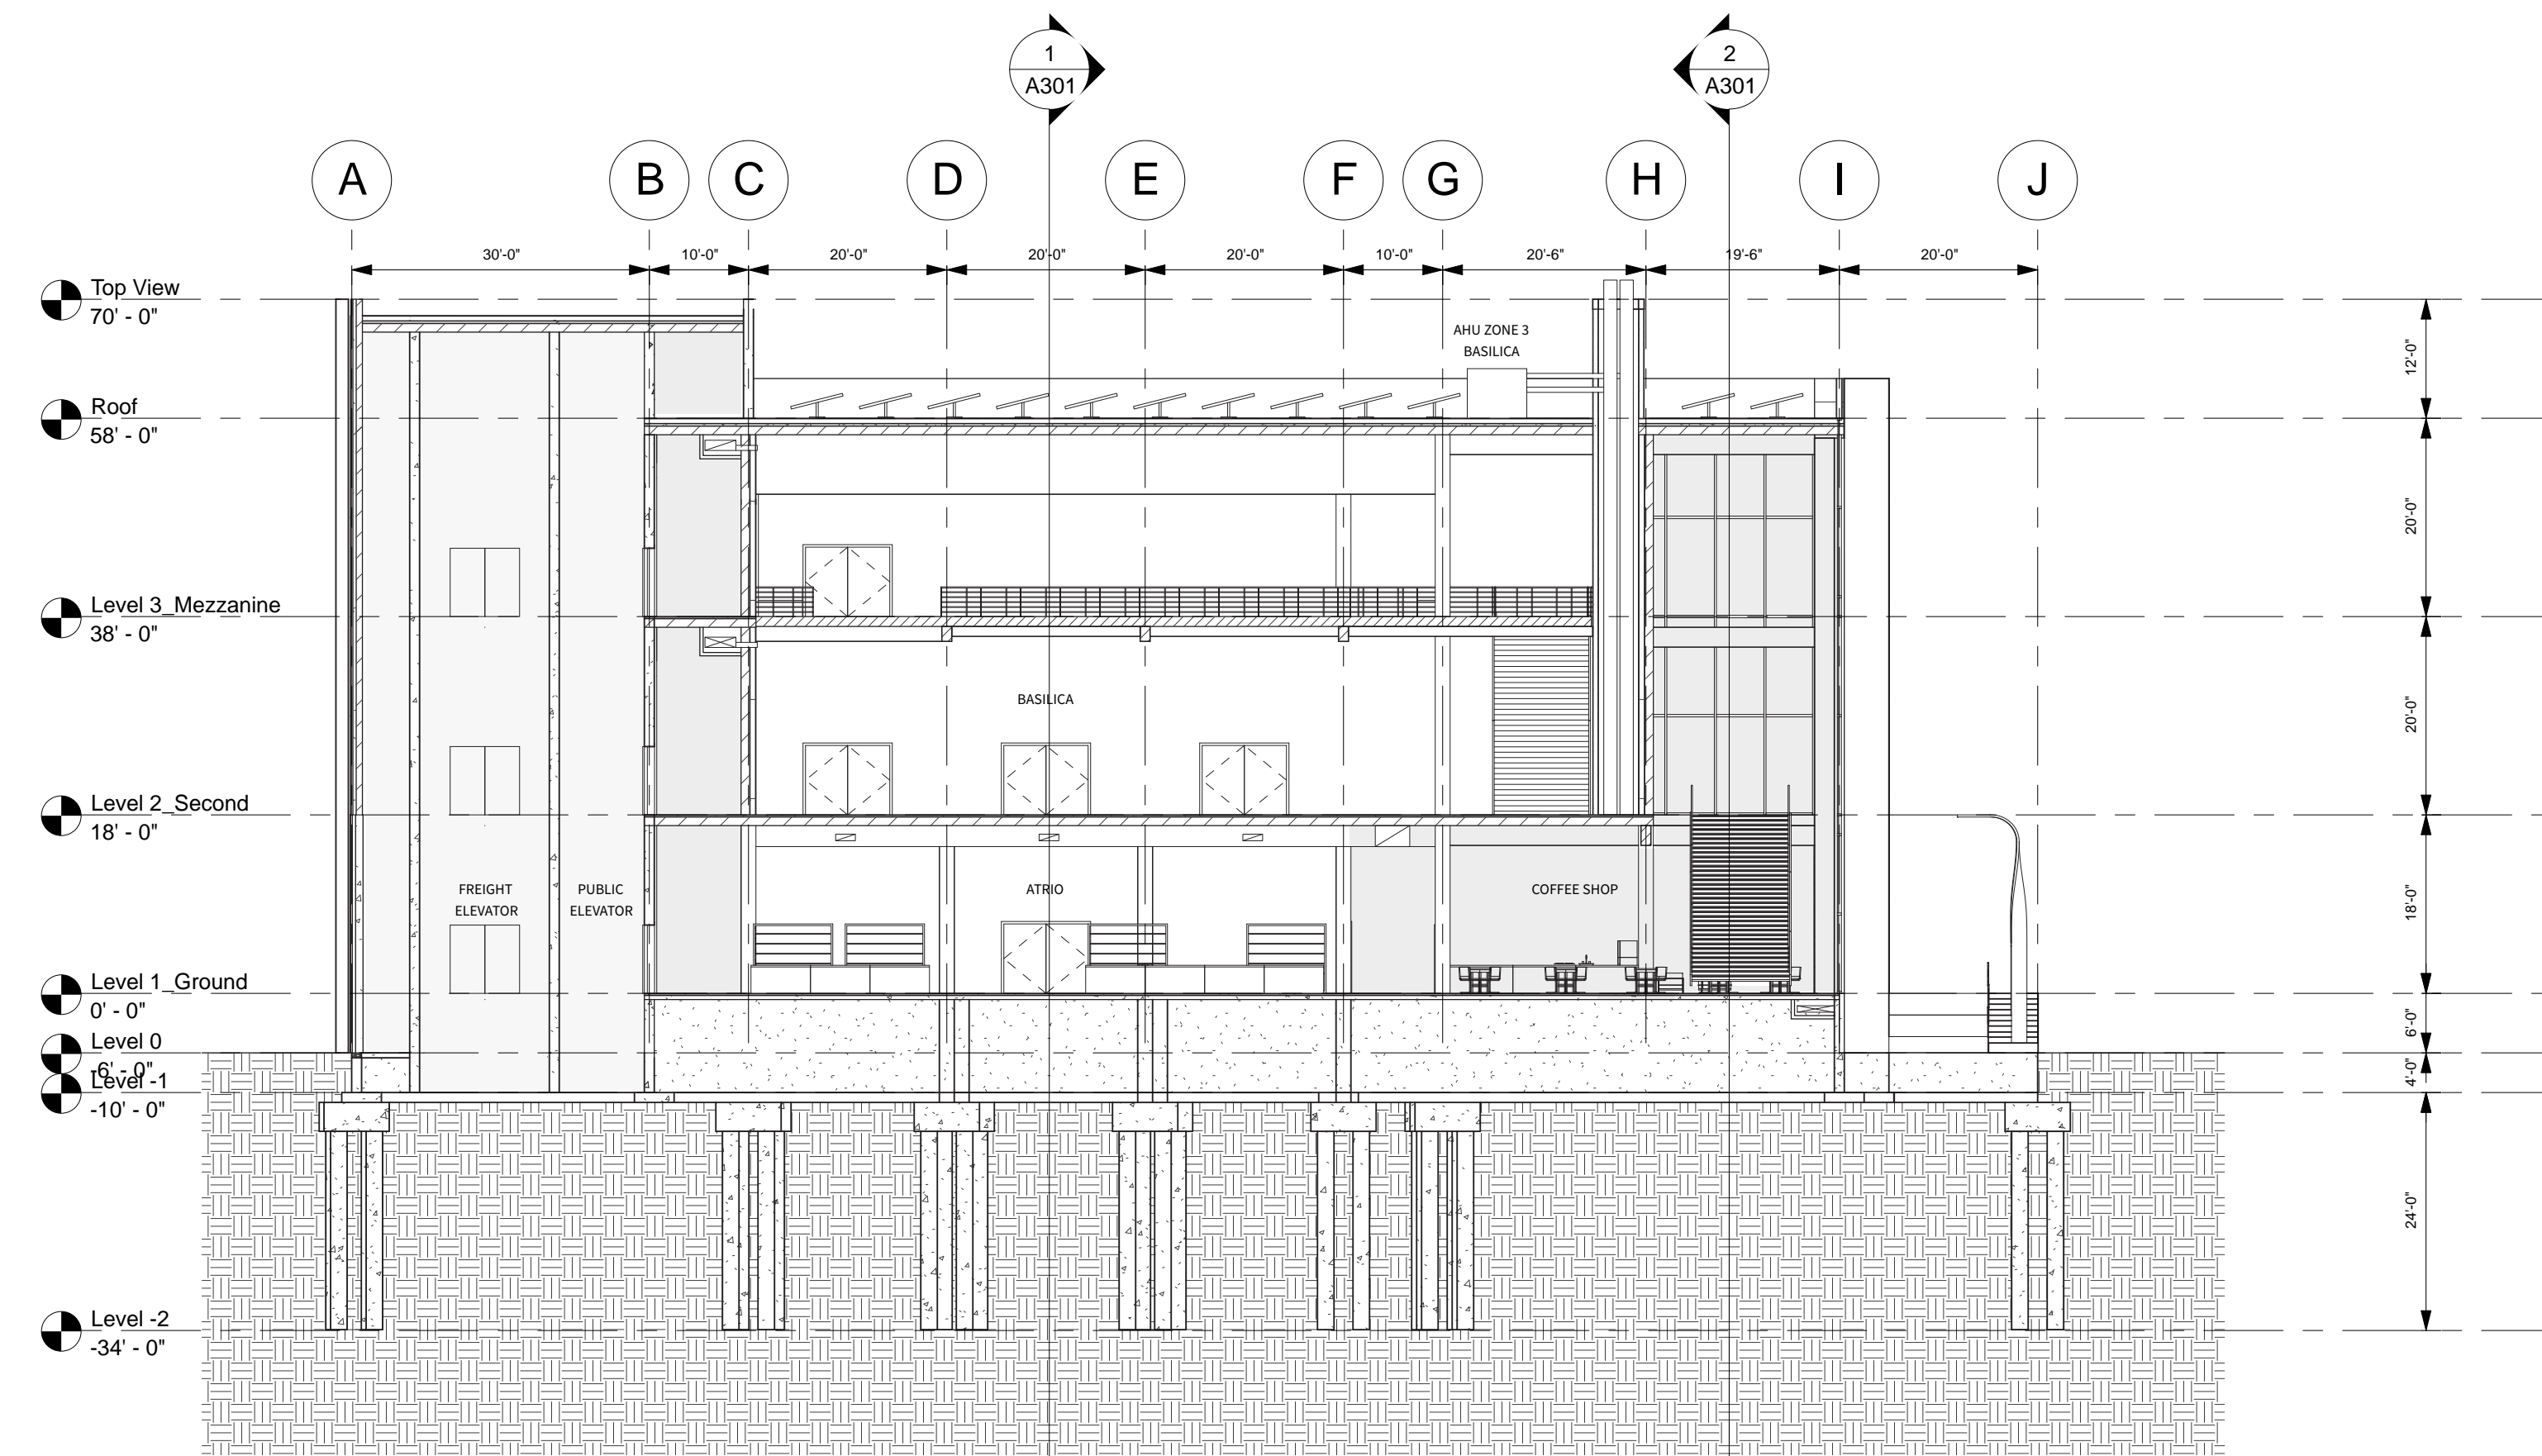 1
A301
2
A301
A
B
C
D
E
F
G
H
I
J
30'-0"
10'-0"
20'-0"
20'-0"
20'-0"
10'-0"
20'-6"
19'-6"
20'-0"
Top View
70' - 0"
AHU ZONE 3
BASILICA
12'-0"
Roof
58' - 0"
20'-0"
Level 3_Mezzanine
38' - 0"
20'-0"
BASILICA
Level 2_Second
18' - 0"
18'-0"
FREIGHT
ELEVATOR
PUBLIC
ELEVATOR
ATRIO
COFFEE SHOP
Level 1_Ground
0' - 0"
6'-0"
Level 0
-6' - 0"
4'-0"
Level -1
-10' - 0"
24'-0"
Level -2
-34' - 0"